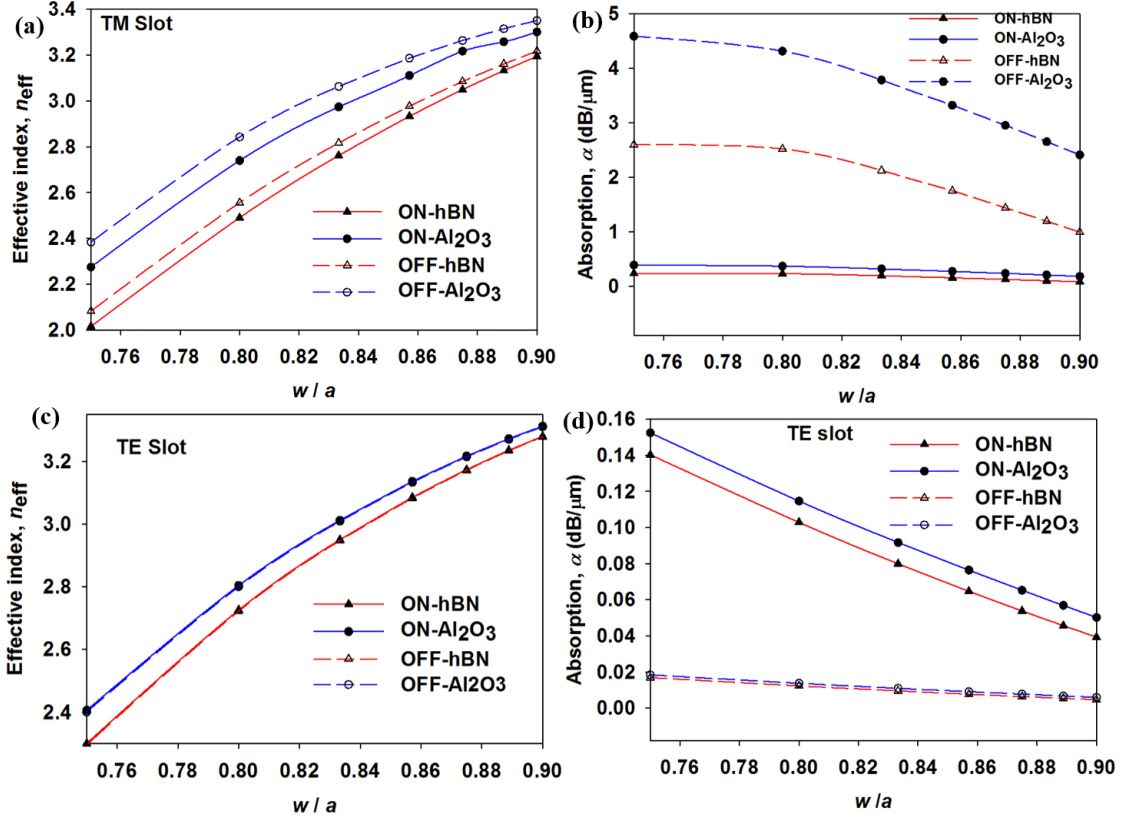 (a)
TM Slot
Effective index, neff
3.4
3.2
3.0
2.8
2.6
2.4
2.2
2.0
ON-hBN
ON-Al2O3
OFF-hBN
OFF-Al2O3
0.76 0.78 0.80 0.82 0.84 0.86 0.88 0.90
w / a
(b)
Absorption, α (dB/μm)
5
4
3
2
1
0
ON-hBN
ON-Al2O3
OFF-hBN
OFF-Al2O3
0.76 0.78 0.80 0.82 0.84 0.86 0.88 0.90
w /a
(c)
TE Slot
Effective index, neff
3.2
3.0
2.8
2.6
2.4
ON-hBN
ON-Al2O3
OFF-hBN
OFF-Al2O3
0.76 0.78 0.80 0.82 0.84 0.86 0.88 0.90
w / a
(d)
TE slot
Absorption, α (dB/μm)
0.16
0.14
0.12
0.10
0.08
0.06
0.04
0.02
0.00
ON-hBN
ON-Al2O3
OFF-hBN
OFF-Al2O3
0.76 0.78 0.80 0.82 0.84 0.86 0.88 0.90
w /a